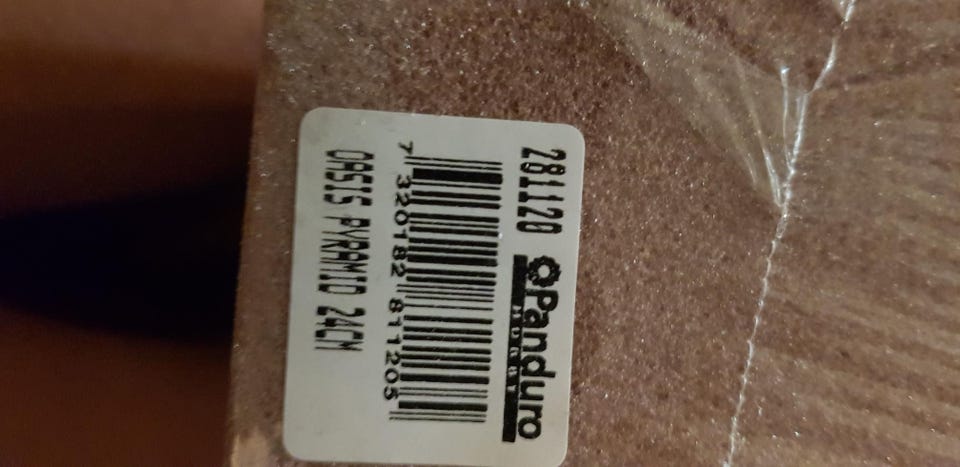 281120 Panduro
HOBBY
7 320182 811205
OASIS PYRAMID 24CM